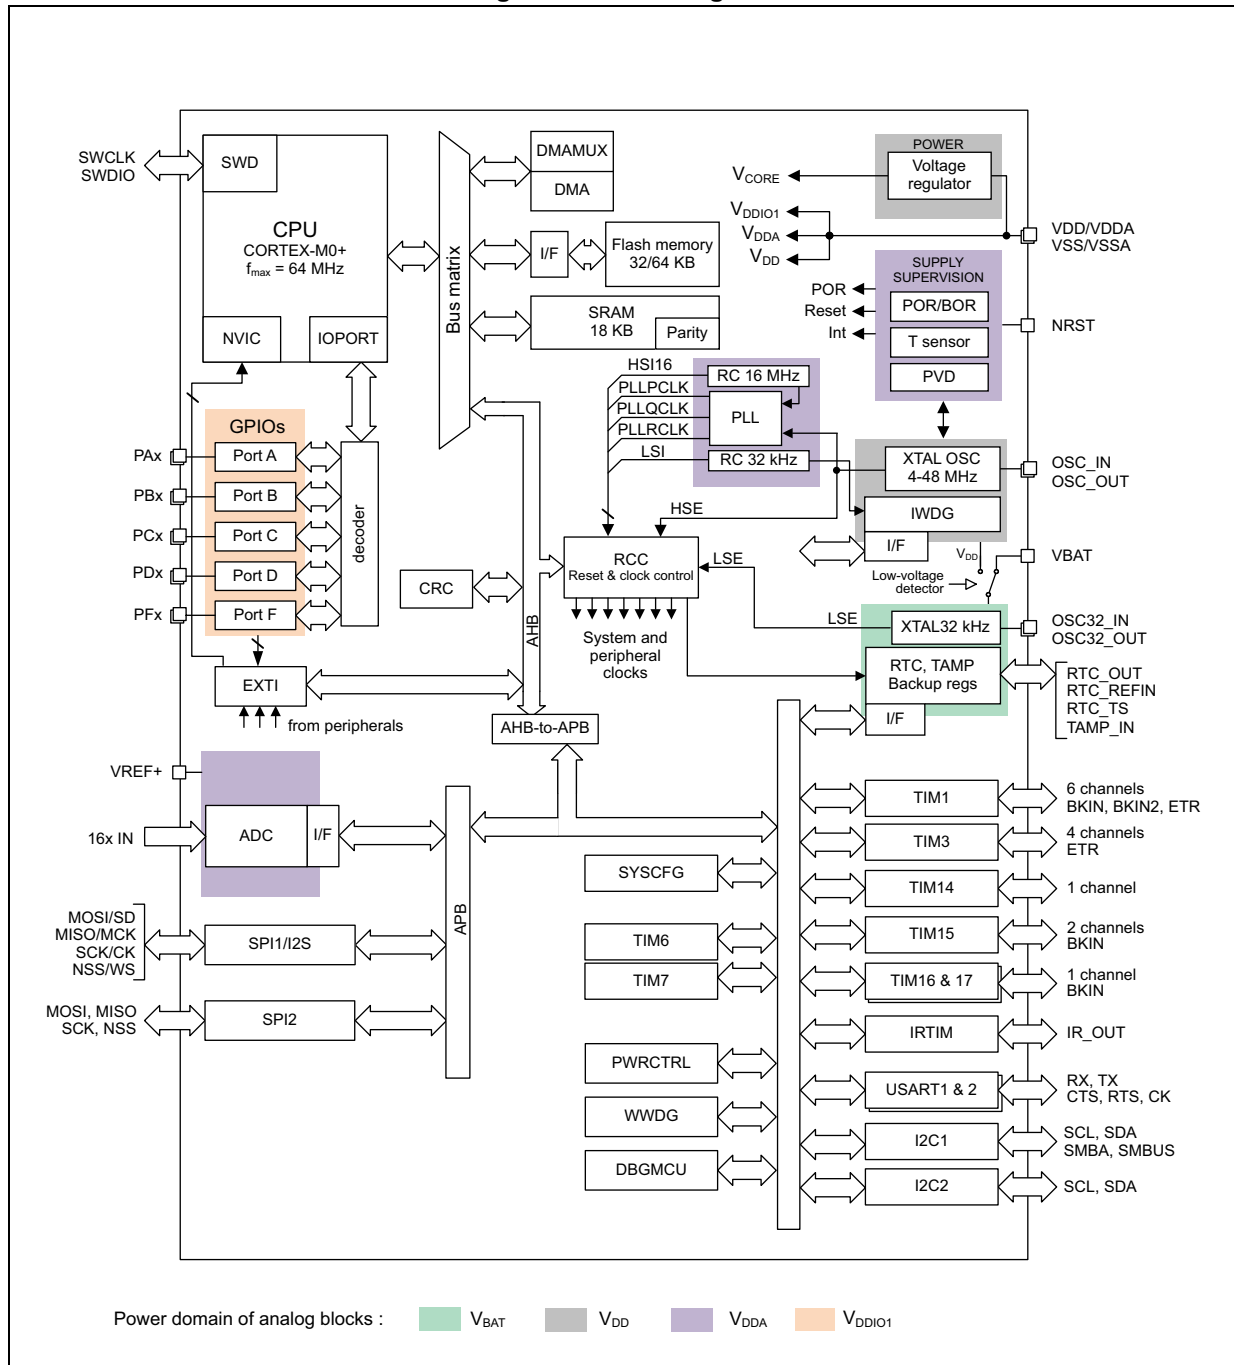 SWCLK
SWDIO
SWD
CPU
CORTEX-M0+
fmax = 64 MHz
NVIC
IOPORT
Bus matrix
DMAMUX
DMA
I/F
Flash memory
32/64 KB
SRAM
18 KB
Parity
POWER
Voltage
regulator
VCORE
VDDIO1
VDDA
VDD
VDD/VDDA
VSS/VSSA
SUPPLY
SUPERVISION
POR
Reset
Int
POR/BOR
T sensor
PVD
NRST
HSI16
PLLPCLK
PLLQCLK
PLLRCLK
LSI
RC 16 MHz
PLL
RC 32 kHz
XTAL OSC
4-48 MHz
IWDG
I/F
OSC_IN
OSC_OUT
HSE
LSE
VDD
VBAT
Low-voltage
detector
GPIOs
PAx
Port A
PBx
Port B
PCx
Port C
PDx
Port D
PFx
Port F
decoder
CRC
RCC
Reset & clock control
System and
peripheral
clocks
AHB
LSE
XTAL32 kHz
OSC32_IN
OSC32_OUT
RTC, TAMP
Backup regs
I/F
RTC_OUT
RTC_REFIN
RTC_TS
TAMP_IN
EXTI
from peripherals
AHB-to-APB
VREF+
16x IN
ADC
I/F
APB
MOSI/SD
MISO/MCK
SCK/CK
NSS/WS
SPI1/I2S
MOSI, MISO
SCK, NSS
SPI2
SYSCFG
TIM6
TIM7
PWRCTRL
WWDG
DBGMCU
TIM1
6 channels
BKIN, BKIN2, ETR
TIM3
4 channels
ETR
TIM14
1 channel
TIM15
2 channels
BKIN
TIM16 & 17
1 channel
BKIN
IRTIM
IR_OUT
USART1 & 2
RX, TX
CTS, RTS, CK
I2C1
SCL, SDA
SMBA, SMBUS
I2C2
SCL, SDA
Power domain of analog blocks :
VBAT
VDD
VDDA
VDDIO1